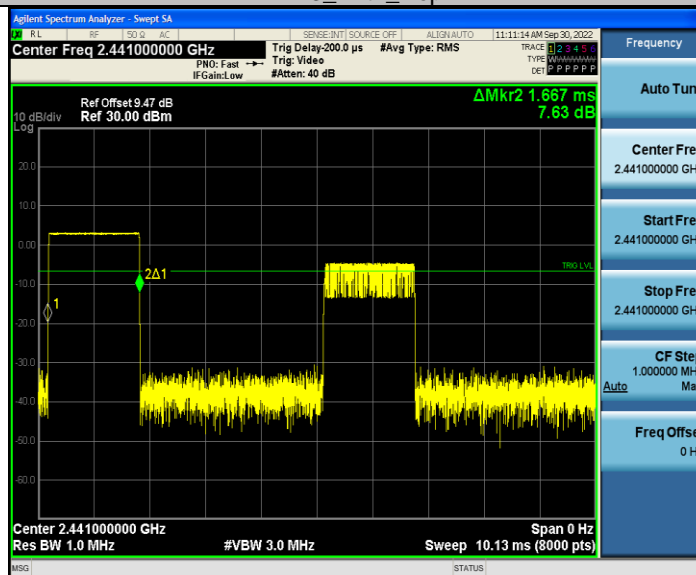 Agilent Spectrum Analyzer - Swept SA
RL RF 50 Ω AC SENSE:INT SOURCE OFF ALIGN AUTO 11:11:14 AM Sep 30, 2022
Center Freq 2.441000000 GHz
Trig Delay-200.0 µs #Avg Type: RMS
TRACE 1 2 3 4 5 6
PNO: Fast Trig: Video
TYPE WWWWWW
IFGain:Low #Atten: 40 dB
DET P P P P P P
ΔMkr2 1.667 ms
7.63 dB
Ref Offset 9.47 dB
10 dB/div Ref 30.00 dBm
Log
20.0
10.0
0.00
TRIG LVL
2Δ1
-10.0
1
-20.0
-30.0
-40.0
-50.0
-60.0
Center 2.441000000 GHz Span 0 Hz
Res BW 1.0 MHz #VBW 3.0 MHz Sweep 10.13 ms (8000 pts)
MSG STATUS
Frequency
Auto Tun
Center Fre
2.441000000 GH
Start Fre
2.441000000 GH
Stop Fre
2.441000000 GH
CF Ste
1.000000 MH
Auto Ma
Freq Offse
0 H